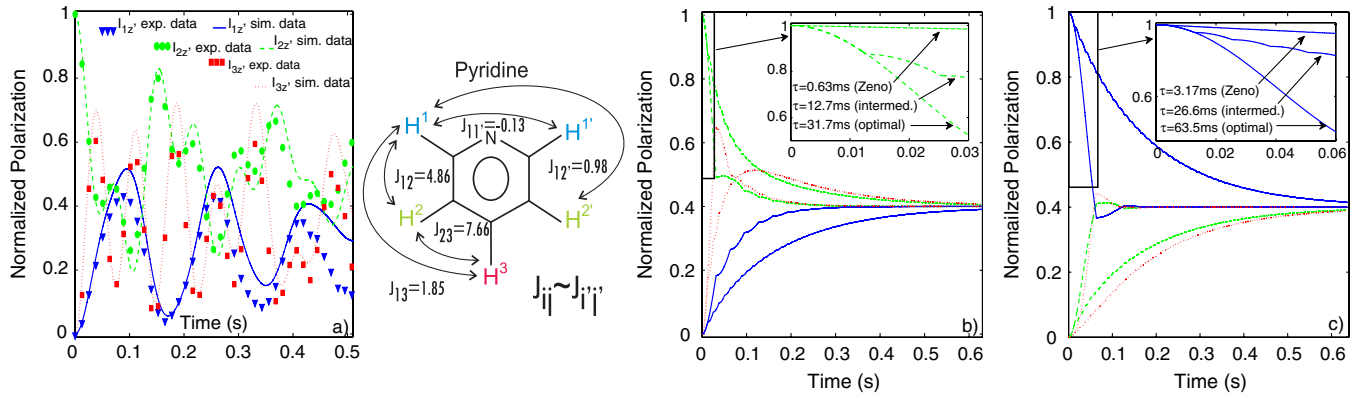 I1z, exp. data
I1z, sim. data
I2z, exp. data
I2z, sim. data
I3z, exp. data
I3z, sim. data
Normalized Polarization
1
0.8
0.6
0.4
0.2
0
Time (s)
a)
0 0.1 0.2 0.3 0.4 0.5
Pyridine
H1
J11'=-0.13
H1'
N
J12=4.86
J12'=0.98
H2
H2'
J23=7.66
H3
J13=1.85
Jij~Ji'j'
Normalized Polarization
1
0.8
0.6
0.4
0.2
0
1
0.8
0.6
τ=0.63ms (Zeno)
τ=12.7ms (intermed.)
τ=31.7ms (optimal)
0 0.01 0.02 0.03
b)
0 0.1 0.2 0.3 0.4 0.5 0.6
Time (s)
Normalized Polarization
1
0.8
0.6
0.4
0.2
0
1
0.6
τ=3.17ms (Zeno)
τ=26.6ms (intermed.)
τ=63.5ms (optimal)
0 0.02 0.04 0.06
c)
0 0.1 0.2 0.3 0.4 0.5 0.6
Time (s)